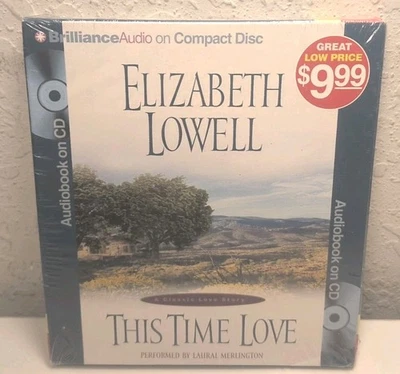 BrillianceAudio on Compact Disc
GREAT
LOW PRICE
$9.99
ELIZABETH
LOWELL
Audiobook on CD
Audiobook on CD
A Classic Love Story
THIS TIME LOVE
PERFORMED BY LAURAL MERLINGTON